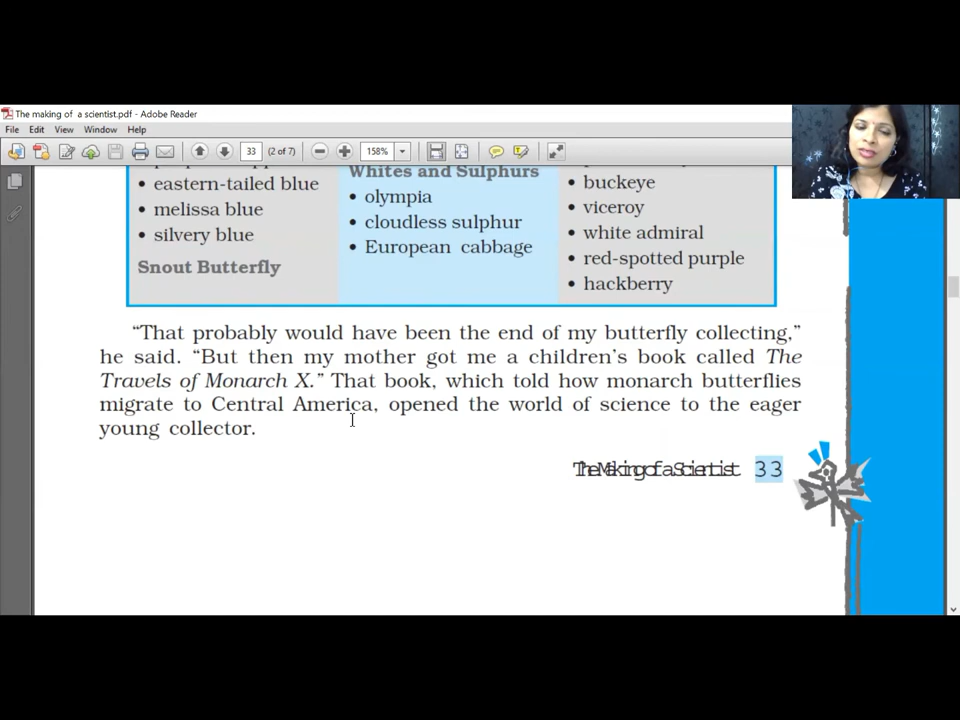 The making of a scientist.pdf - Adobe Reader
File Edit View Window Help
33 (2 of 7) 158%
• eastern-tailed blue
• melissa blue
• silvery blue
Snout Butterfly
Whites and Sulphurs
• olympia
• cloudless sulphur
• European cabbage
• buckeye
• viceroy
• white admiral
• red-spotted purple
• hackberry
“That probably would have been the end of my butterfly collecting,”
he said. “But then my mother got me a children’s book called The
Travels of Monarch X.” That book, which told how monarch butterflies
migrate to Central America, opened the world of science to the eager
young collector.
The Making of a Scientist 33